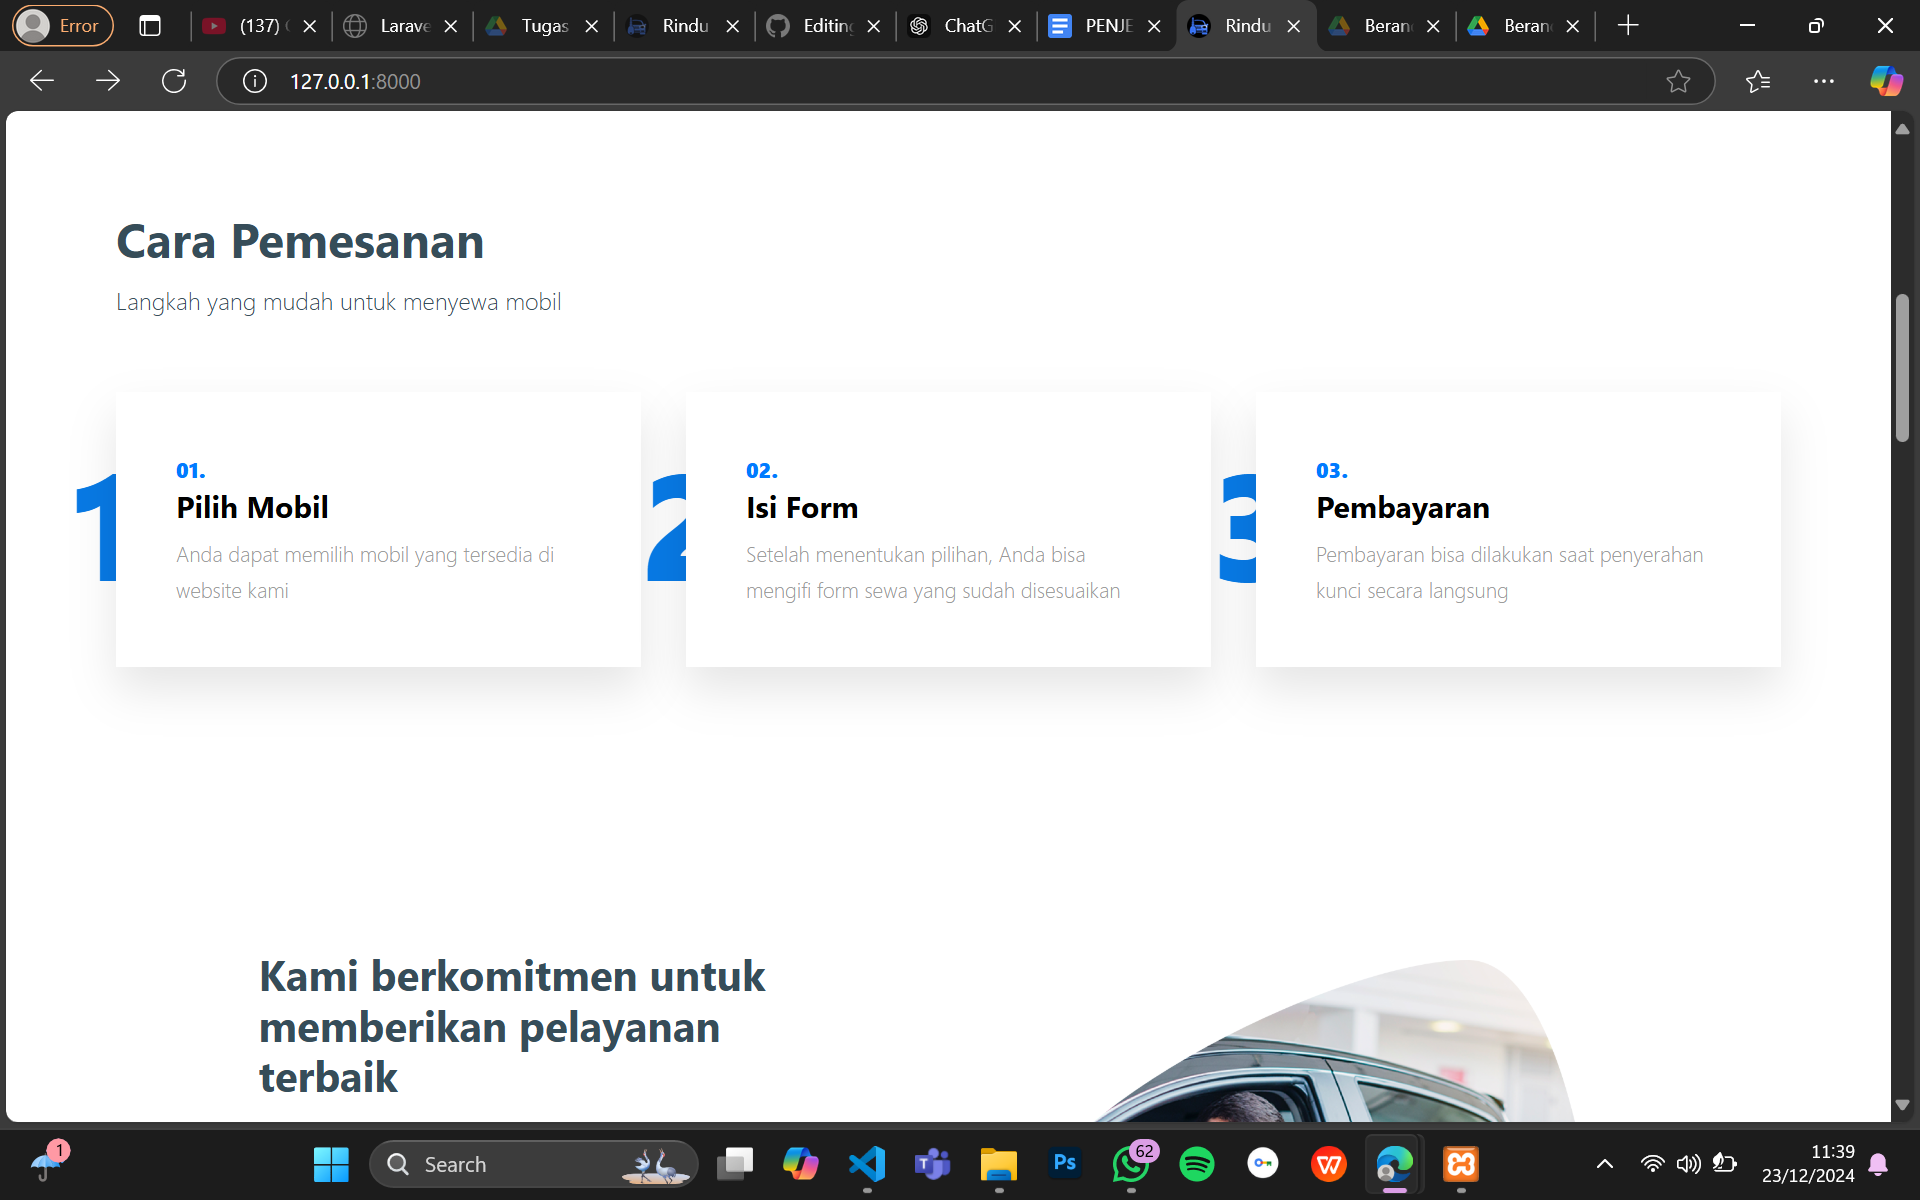 Error
(137)
Larave
Tugas
Rindu
Editing
ChatG
PENJE
Rindu
Beran
Beran
127.0.0.1:8000
Cara Pemesanan
Langkah yang mudah untuk menyewa mobil
1
01.
Pilih Mobil
Anda dapat memilih mobil yang tersedia di
website kami
2
02.
Isi Form
Setelah menentukan pilihan, Anda bisa
mengifi form sewa yang sudah disesuaikan
3
03.
Pembayaran
Pembayaran bisa dilakukan saat penyerahan
kunci secara langsung
Kami berkomitmen untuk
memberikan pelayanan
terbaik
1
Search
Ps
62
11:39
23/12/2024